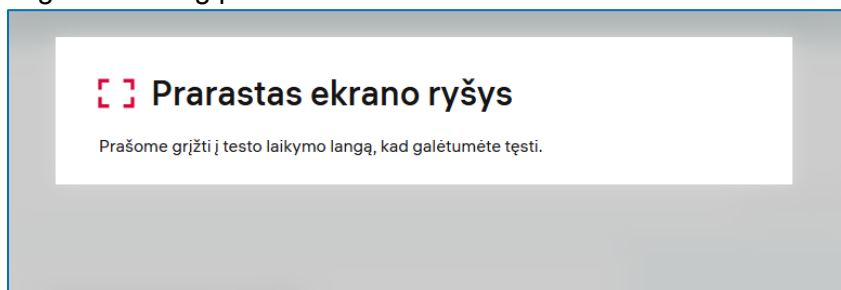 Prarastas ekrano ryšys
Prašome grįžti į testo laikymo langą, kad galėtumėte tęsti.